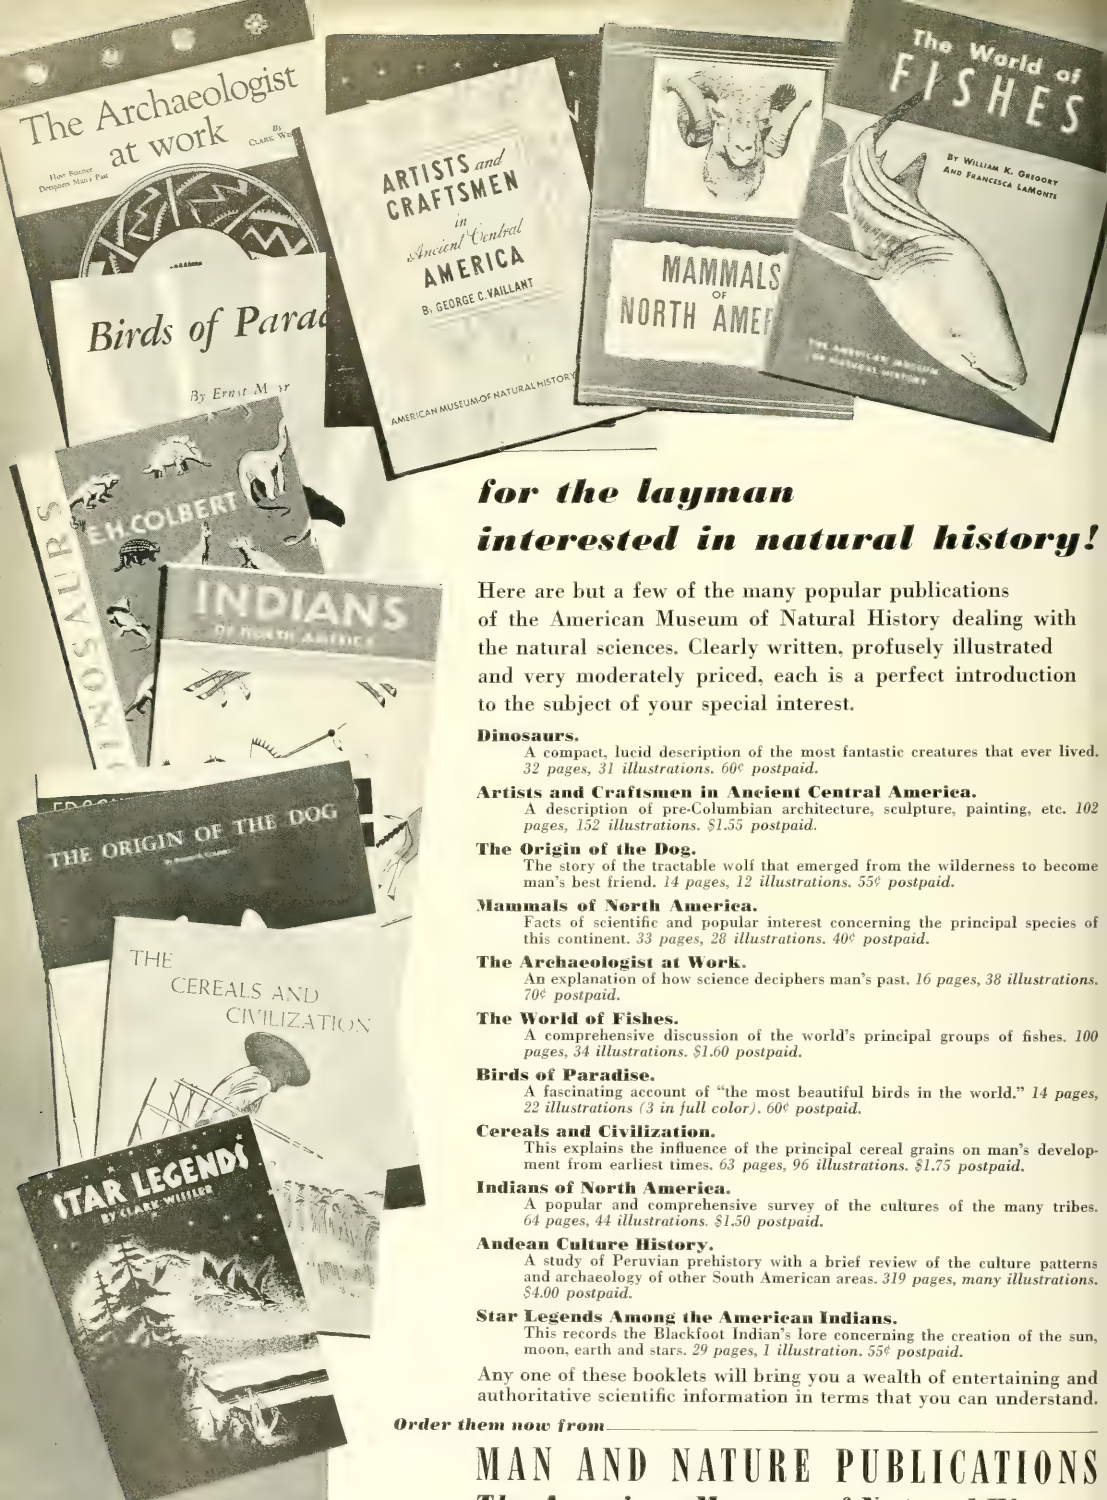 The Archaeologist
at work
By
How Science
Deciphers Man's Past
Birds of Parad
By Ernst M yr
ARTISTS and
CRAFTSMEN
in
Ancient Central
AMERICA
By GEORGE C. VAILLANT
AMERICAN MUSEUM OF NATURAL HISTORY
MAMMALS
OF
NORTH AMER
The World of
FISHES
BY WILLIAM K. GREGORY
AND FRANCESCA LAMONTE
THE AMERICAN MUSEUM
OF NATURAL HISTORY
E.H. COLBERT
DINOSAURS
INDIANS
OF NORTH AMERICA
THE ORIGIN OF THE DOG
THE
CEREALS AND
CIVILIZATION
STAR LEGENDS
BY CLARK WISSLER
for the layman
interested in natural history!
Here are but a few of the many popular publications
of the American Museum of Natural History dealing with
the natural sciences. Clearly written, profusely illustrated
and very moderately priced, each is a perfect introduction
to the subject of your special interest.
Dinosaurs.
A compact, lucid description of the most fantastic creatures that ever lived.
32 pages, 31 illustrations. 60¢ postpaid.
Artists and Craftsmen in Ancient Central America.
A description of pre-Columbian architecture, sculpture, painting, etc. 102
pages, 152 illustrations. $1.55 postpaid.
The Origin of the Dog.
The story of the tractable wolf that emerged from the wilderness to become
man's best friend. 14 pages, 12 illustrations. 55¢ postpaid.
Mammals of North America.
Facts of scientific and popular interest concerning the principal species of
this continent. 33 pages, 28 illustrations. 40¢ postpaid.
The Archaeologist at Work.
An explanation of how science deciphers man's past. 16 pages, 38 illustrations.
70¢ postpaid.
The World of Fishes.
A comprehensive discussion of the world's principal groups of fishes. 100
pages, 34 illustrations. $1.60 postpaid.
Birds of Paradise.
A fascinating account of “the most beautiful birds in the world.” 14 pages,
22 illustrations (3 in full color). 60¢ postpaid.
Cereals and Civilization.
This explains the influence of the principal cereal grains on man's develop-
ment from earliest times. 63 pages, 96 illustrations. $1.75 postpaid.
Indians of North America.
A popular and comprehensive survey of the cultures of the many tribes.
64 pages, 44 illustrations. $1.50 postpaid.
Andean Culture History.
A study of Peruvian prehistory with a brief review of the culture patterns
and archaeology of other South American areas. 319 pages, many illustrations.
$4.00 postpaid.
Star Legends Among the American Indians.
This records the Blackfoot Indian's lore concerning the creation of the sun,
moon, earth and stars. 29 pages, 1 illustration. 55¢ postpaid.
Any one of these booklets will bring you a wealth of entertaining and
authoritative scientific information in terms that you can understand.
Order them now from
MAN AND NATURE PUBLICATIONS